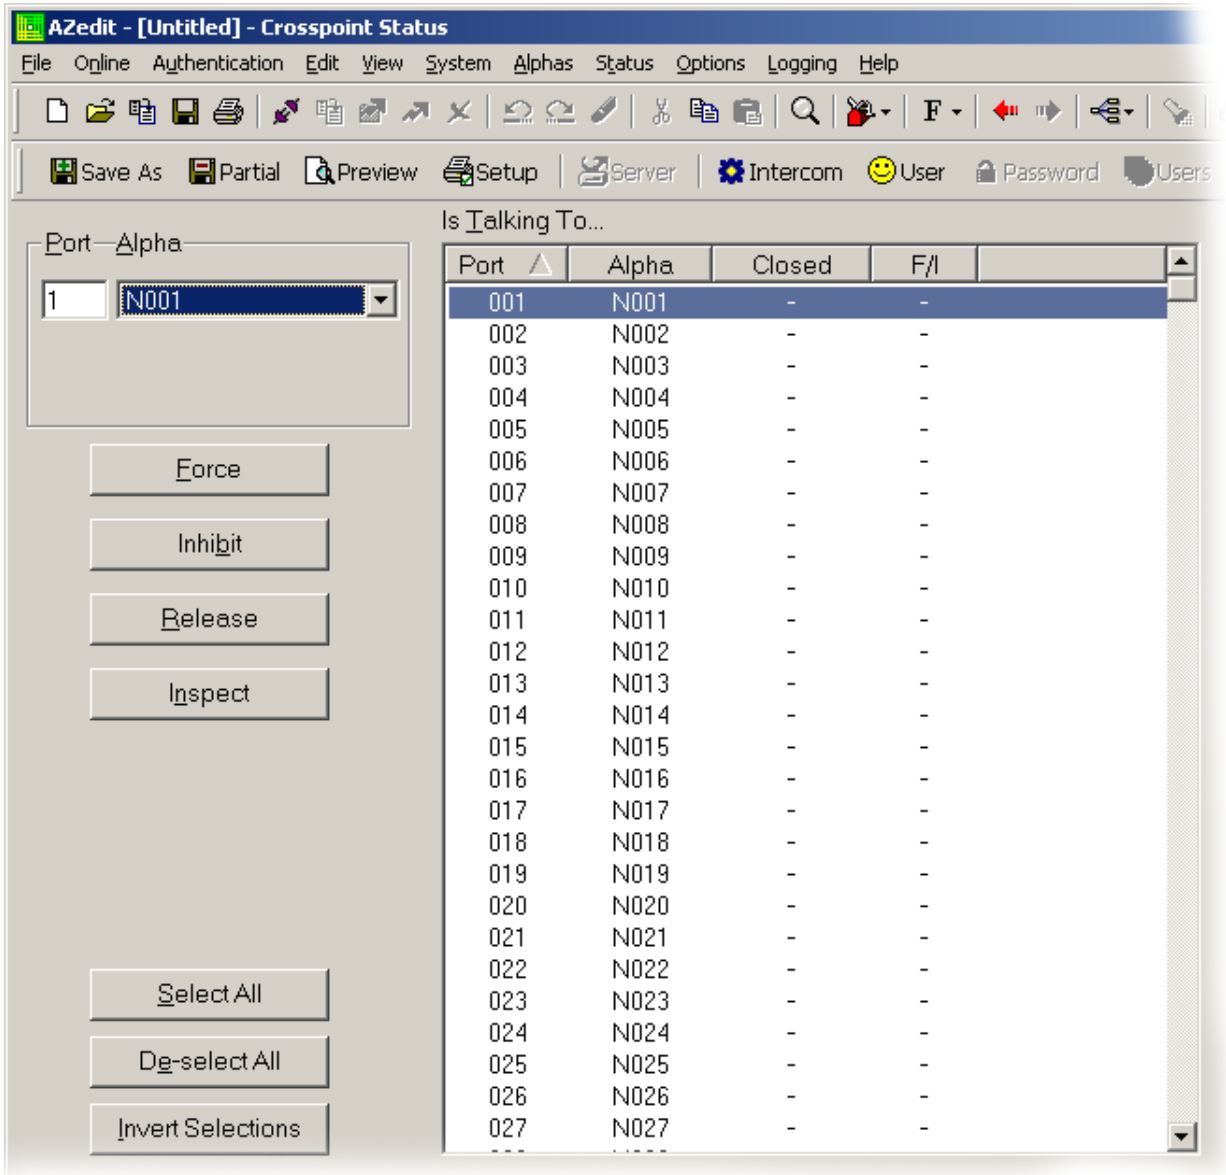 AZedit - [Untitled] - Crosspoint Status
File Online Authentication Edit View System Alphas Status Options Logging Help
F
Save As Partial Preview Setup Server Intercom User Password Users
Port Alpha
1 N001
Force
Inhibit
Release
Inspect
Select All
De-select All
Invert Selections
Is Talking To...
Port Alpha Closed F/I
001 N001 - -
002 N002 - -
003 N003 - -
004 N004 - -
005 N005 - -
006 N006 - -
007 N007 - -
008 N008 - -
009 N009 - -
010 N010 - -
011 N011 - -
012 N012 - -
013 N013 - -
014 N014 - -
015 N015 - -
016 N016 - -
017 N017 - -
018 N018 - -
019 N019 - -
020 N020 - -
021 N021 - -
022 N022 - -
023 N023 - -
024 N024 - -
025 N025 - -
026 N026 - -
027 N027 - -